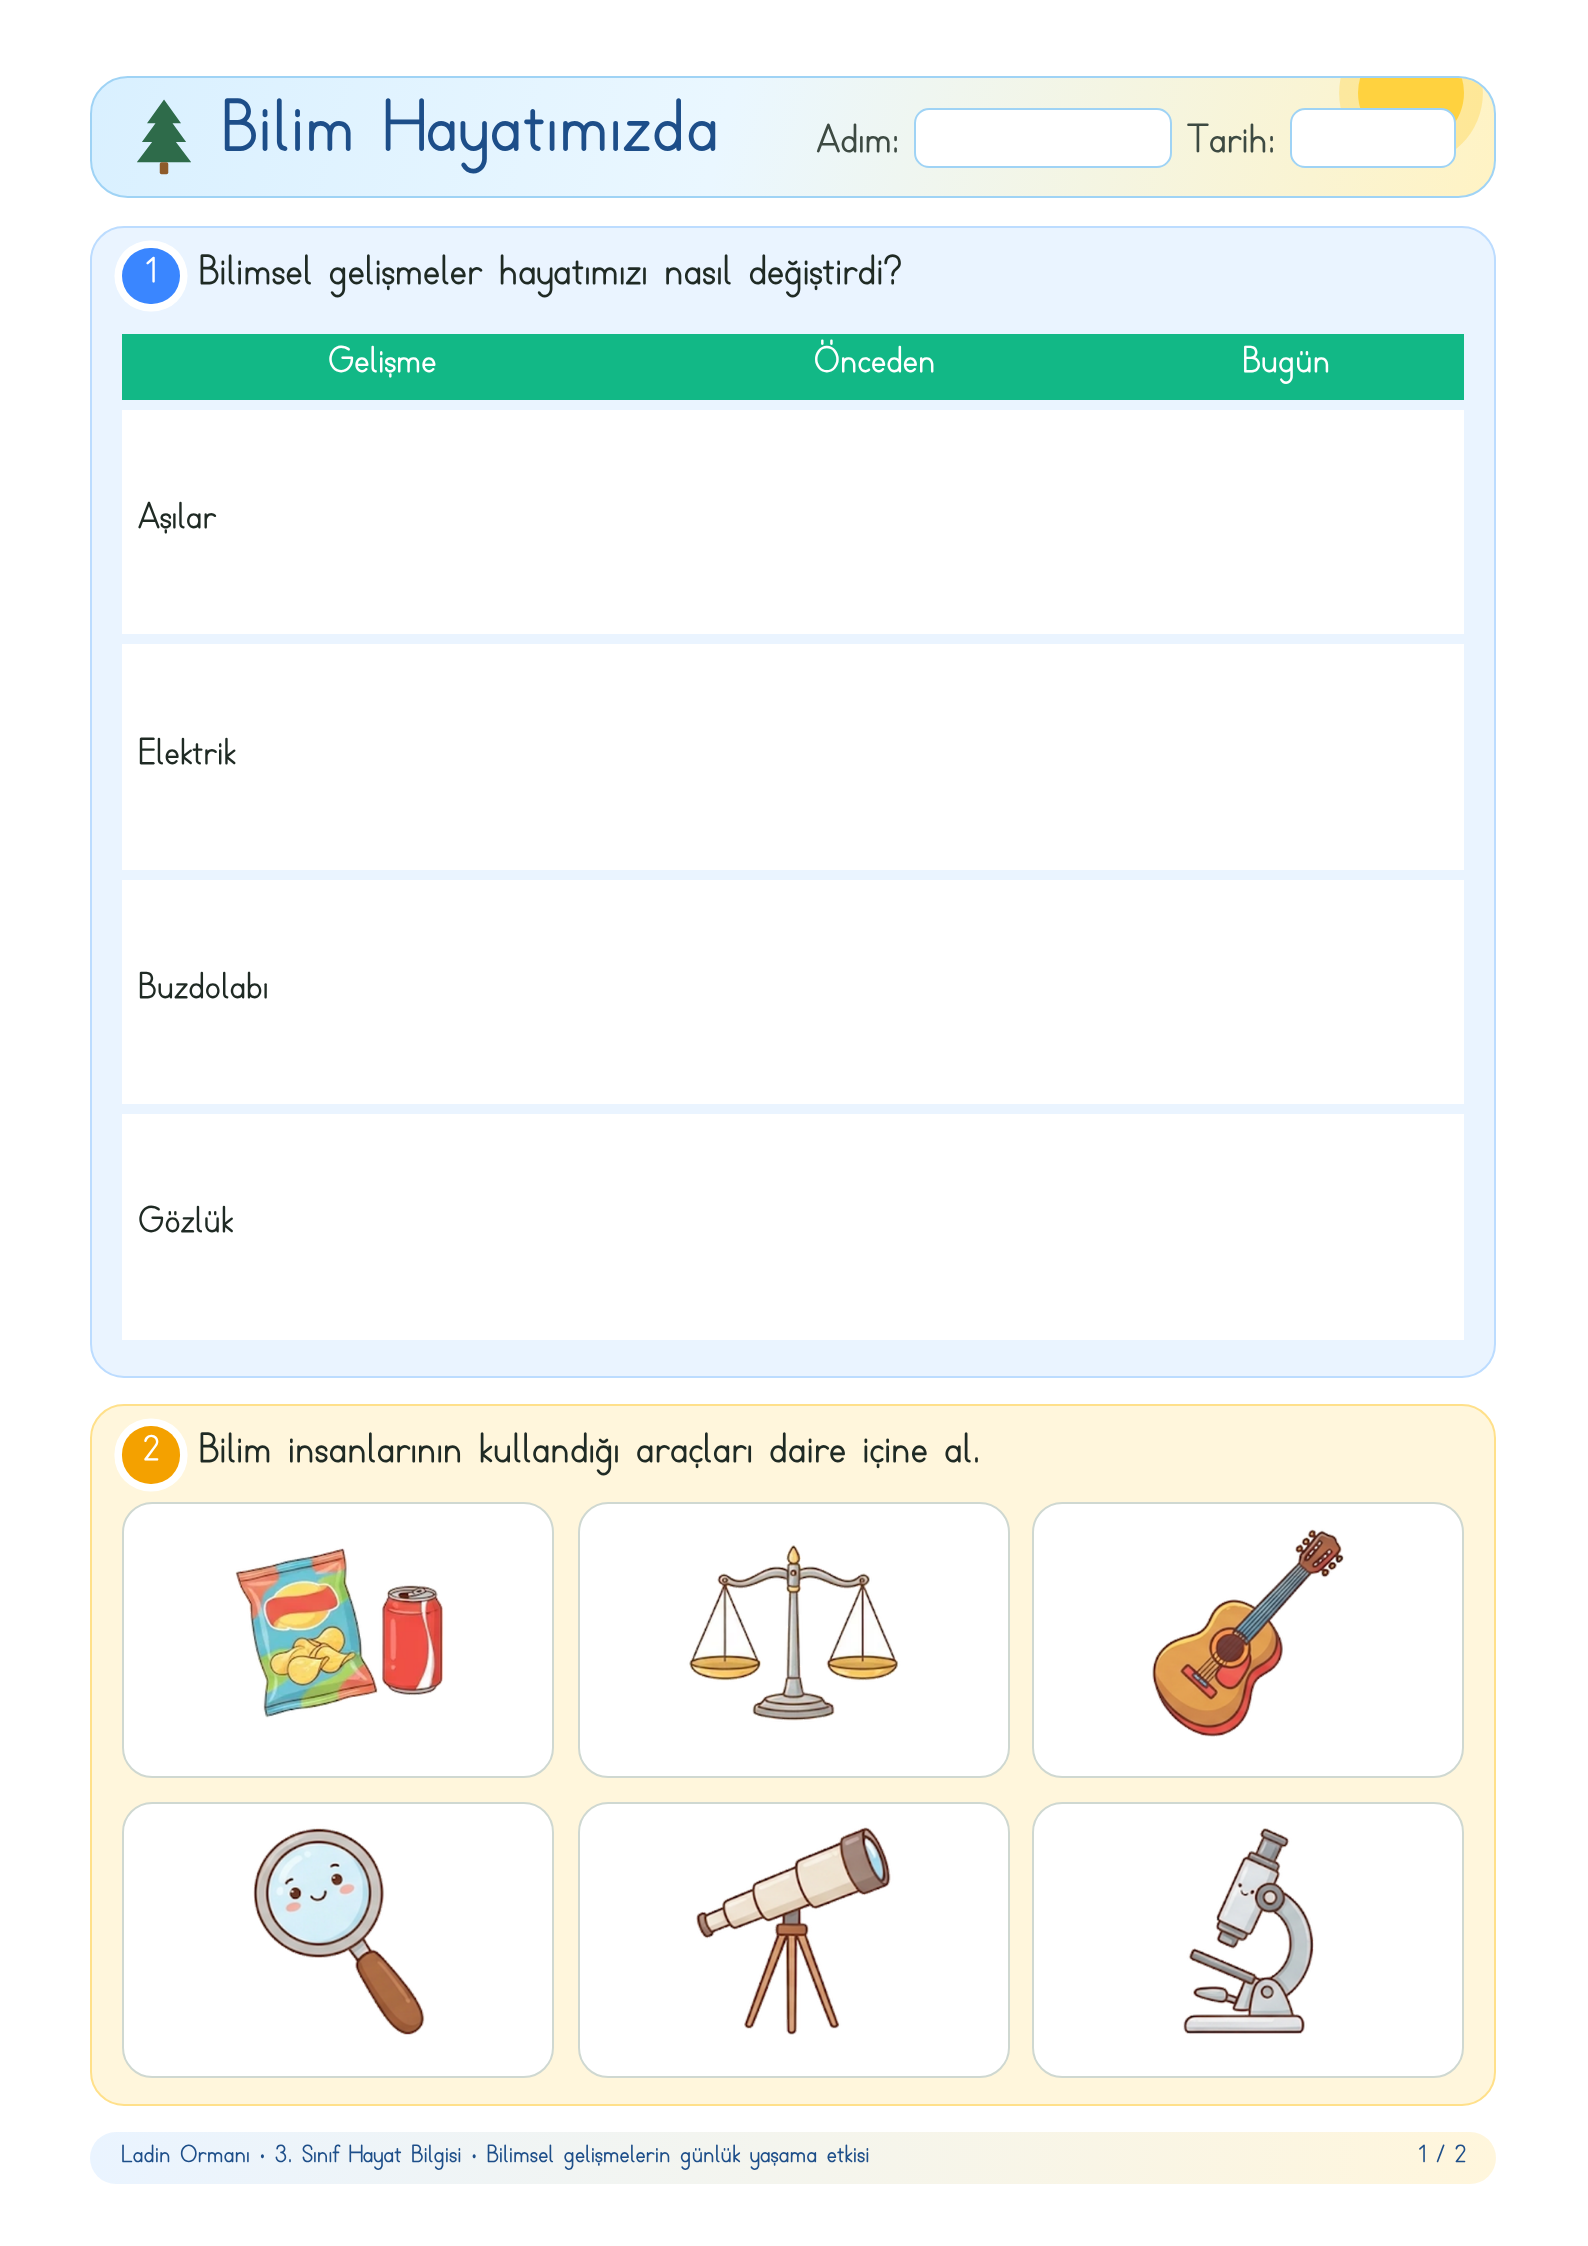 Bilim Hayatımızda
Adım:
Tarih:
1 Bilimsel gelişmeler hayatımızı nasıl değiştirdi?
Gelişme Önceden Bugün
Aşılar
Elektrik
Buzdolabı
Gözlük
2 Bilim insanlarının kullandığı araçları daire içine al.
Ladin Ormanı • 3. Sınıf Hayat Bilgisi • Bilimsel gelişmelerin günlük yaşama etkisi
1 / 2